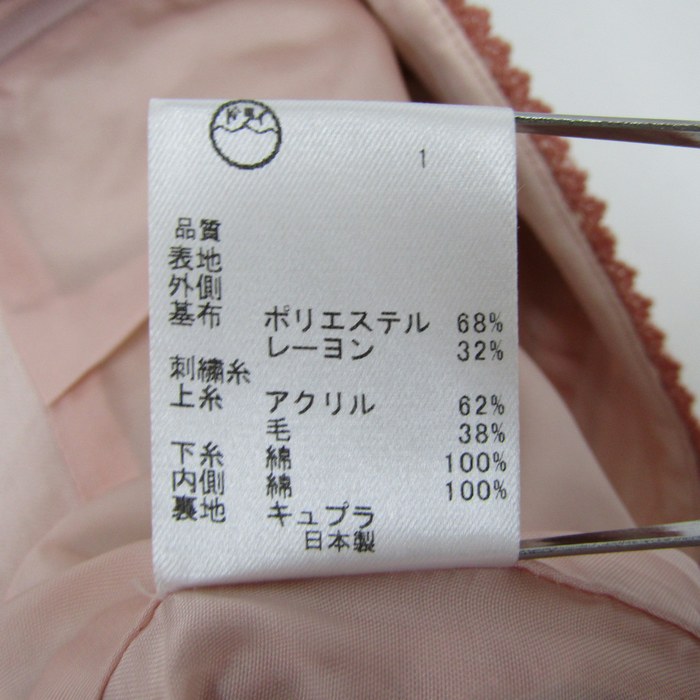 1
品質
表地
外側
基布 ポリエステル 68%
レーヨン 32%
刺繍糸
上糸 アクリル 62%
毛 38%
下糸 綿 100%
内側 綿 100%
裏地 キュプラ
日本製